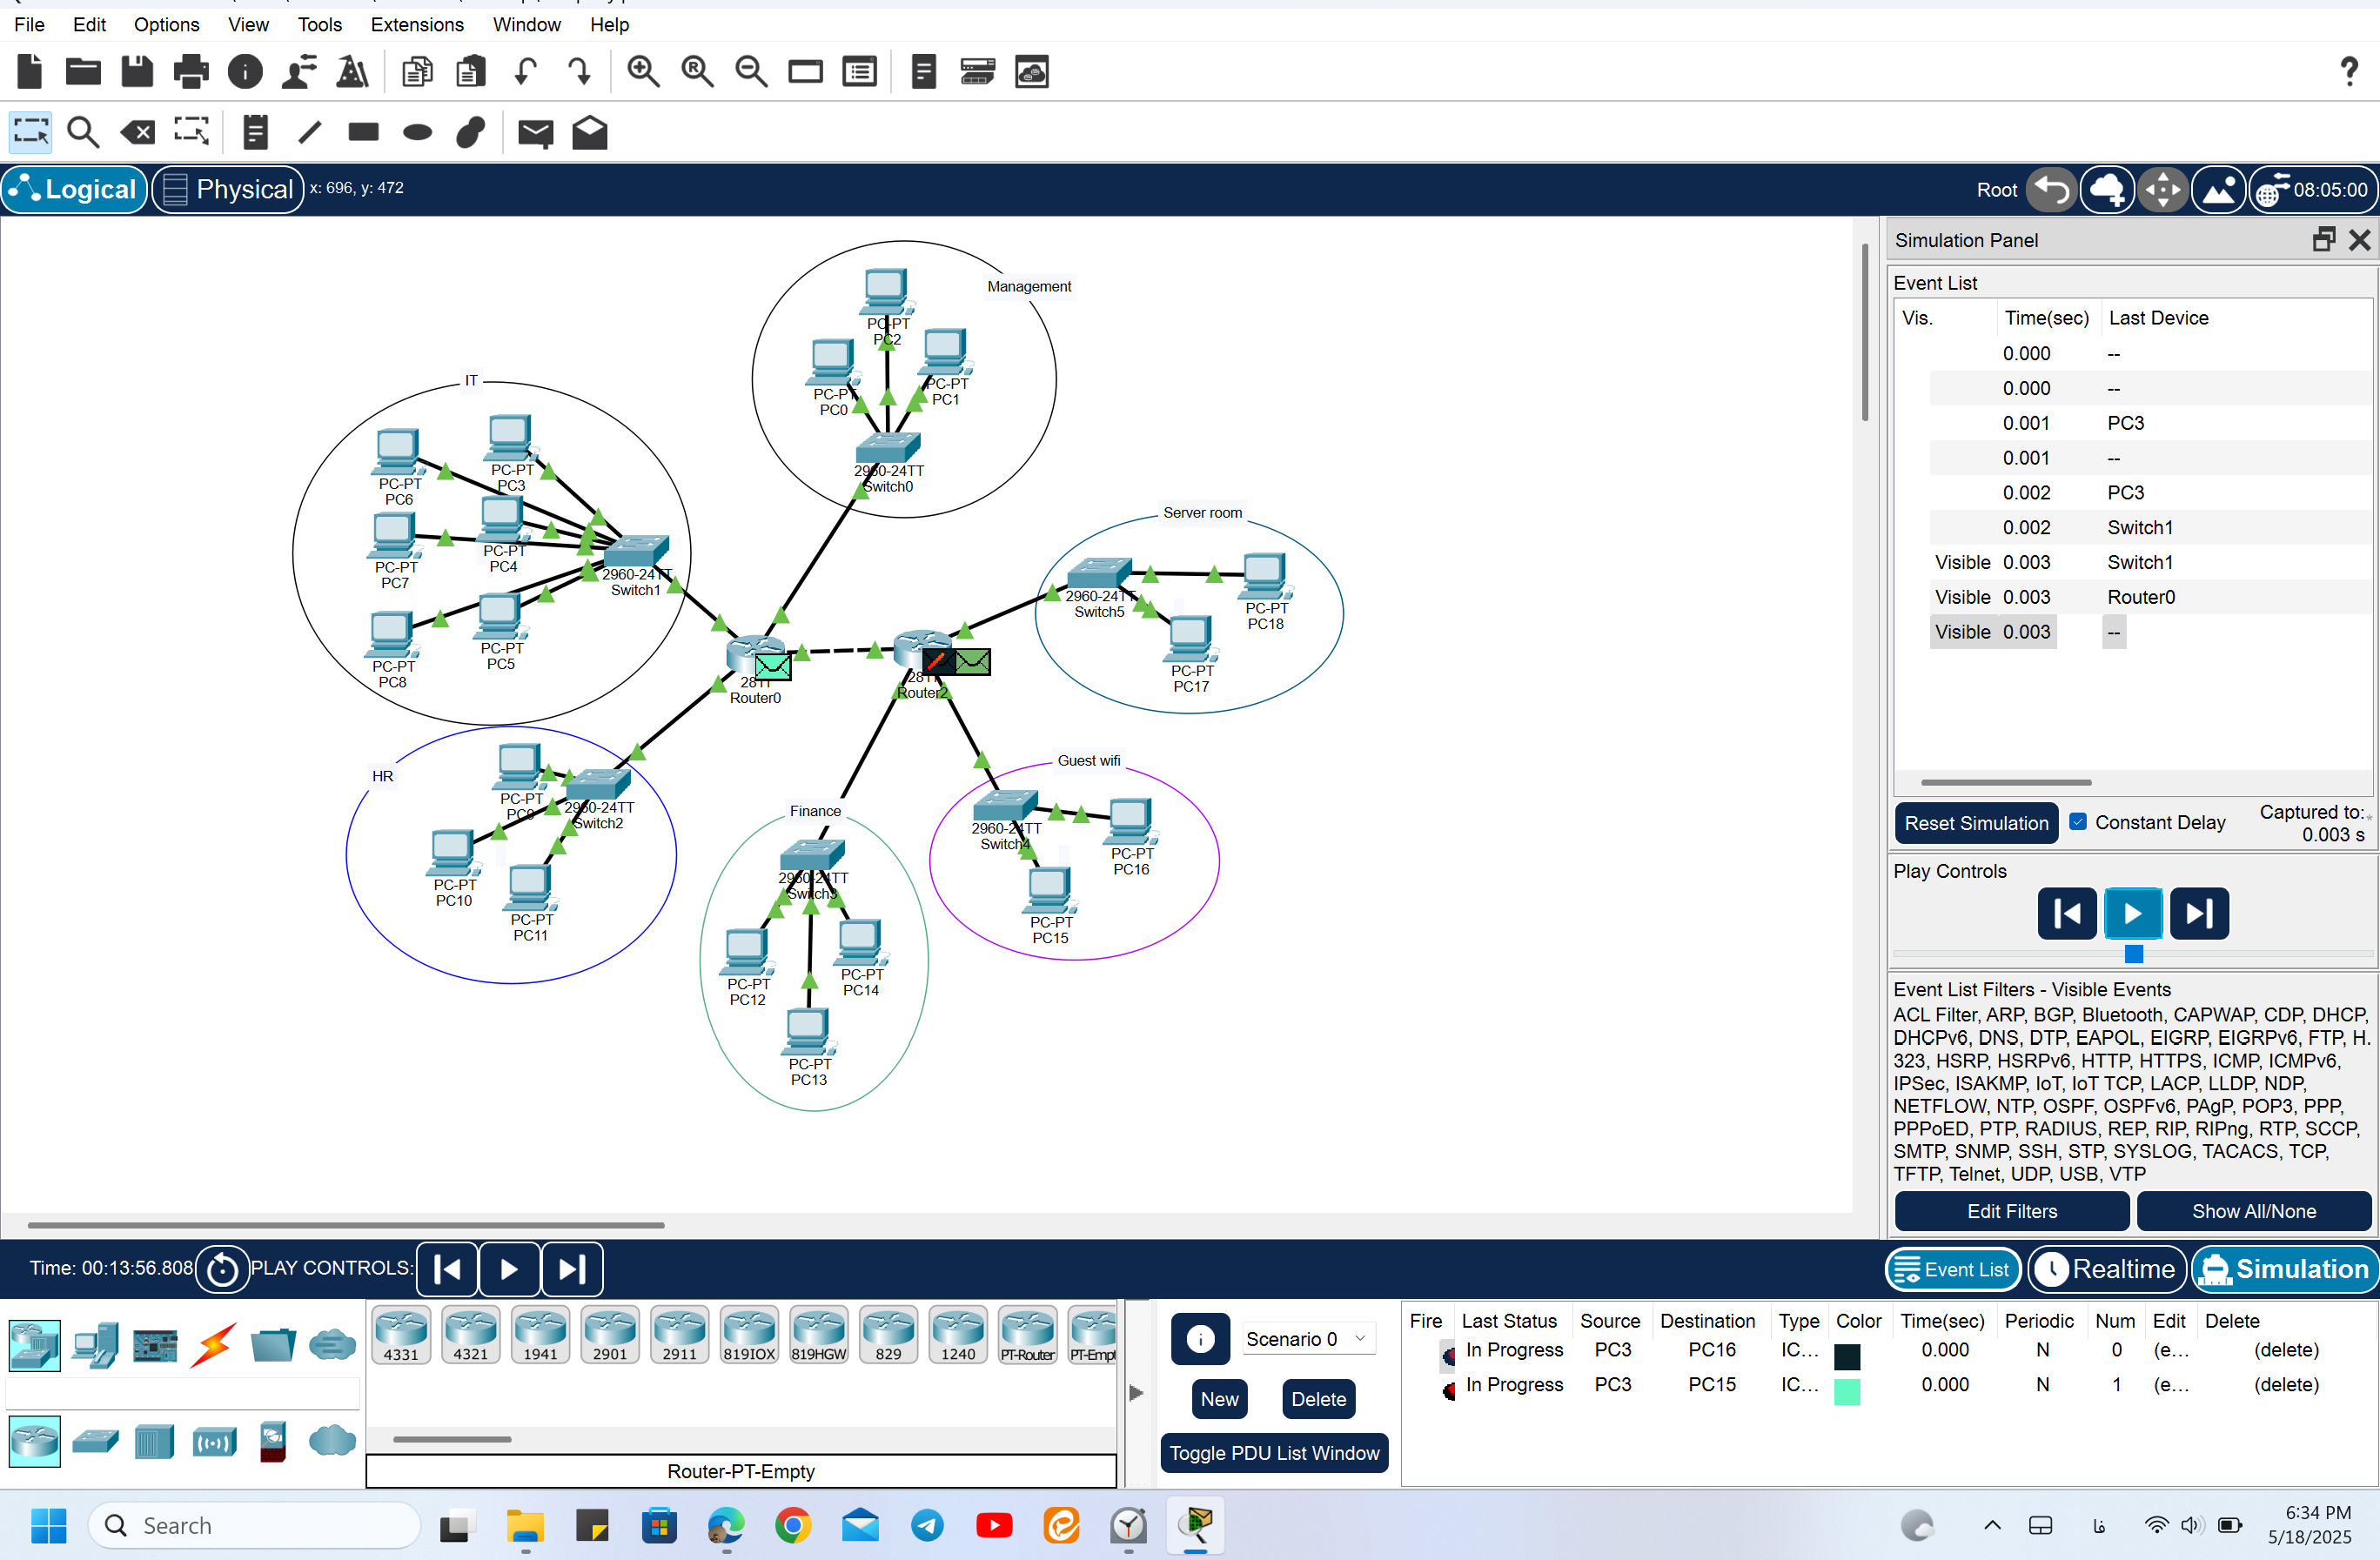 File Edit Options View Tools Extensions Window Help
Logical Physical x: 696, y: 472 Root 08:05:00
Management
PC-PT
PC2
PC-PT
PC0
PC-PT
PC1
2960-24TT
Switch0
IT
PC-PT
PC6
PC-PT
PC3
PC-PT
PC7
PC-PT
PC4
PC-PT
PC8
PC-PT
PC5
2960-24TT
Switch1
Server room
2960-24TT
Switch5
PC-PT
PC18
PC-PT
PC17
2811
Router0
2811
Router2
HR
PC-PT
PC9
2960-24TT
Switch2
PC-PT
PC10
PC-PT
PC11
Finance
2960-24TT
Switch3
PC-PT
PC12
PC-PT
PC14
PC-PT
PC13
Guest wifi
2960-24TT
Switch4
PC-PT
PC16
PC-PT
PC15
Simulation Panel
Event List
Vis. Time(sec) Last Device
0.000 --
0.000 --
0.001 PC3
0.001 --
0.002 PC3
0.002 Switch1
Visible 0.003 Switch1
Visible 0.003 Router0
Visible 0.003 --
Reset Simulation Constant Delay Captured to:*
0.003 s
Play Controls
Event List Filters - Visible Events
ACL Filter, ARP, BGP, Bluetooth, CAPWAP, CDP, DHCP,
DHCPv6, DNS, DTP, EAPOL, EIGRP, EIGRPv6, FTP, H.
323, HSRP, HSRPv6, HTTP, HTTPS, ICMP, ICMPv6,
IPSec, ISAKMP, IoT, IoT TCP, LACP, LLDP, NDP,
NETFLOW, NTP, OSPF, OSPFv6, PAgP, POP3, PPP,
PPPoED, PTP, RADIUS, REP, RIP, RIPng, RTP, SCCP,
SMTP, SNMP, SSH, STP, SYSLOG, TACACS, TCP,
TFTP, Telnet, UDP, USB, VTP
Edit Filters Show All/None
Time: 00:13:56.808 PLAY CONTROLS: Event List Realtime Simulation
4331 4321 1941 2901 2911 819IOX 819HGW 829 1240 PT-Router PT-Empt
Router-PT-Empty
Scenario 0
New Delete
Toggle PDU List Window
Fire Last Status Source Destination Type Color Time(sec) Periodic Num Edit Delete
In Progress PC3 PC16 IC... 0.000 N 0 (e... (delete)
In Progress PC3 PC15 IC... 0.000 N 1 (e... (delete)
Search
فا
6:34 PM
5/18/2025